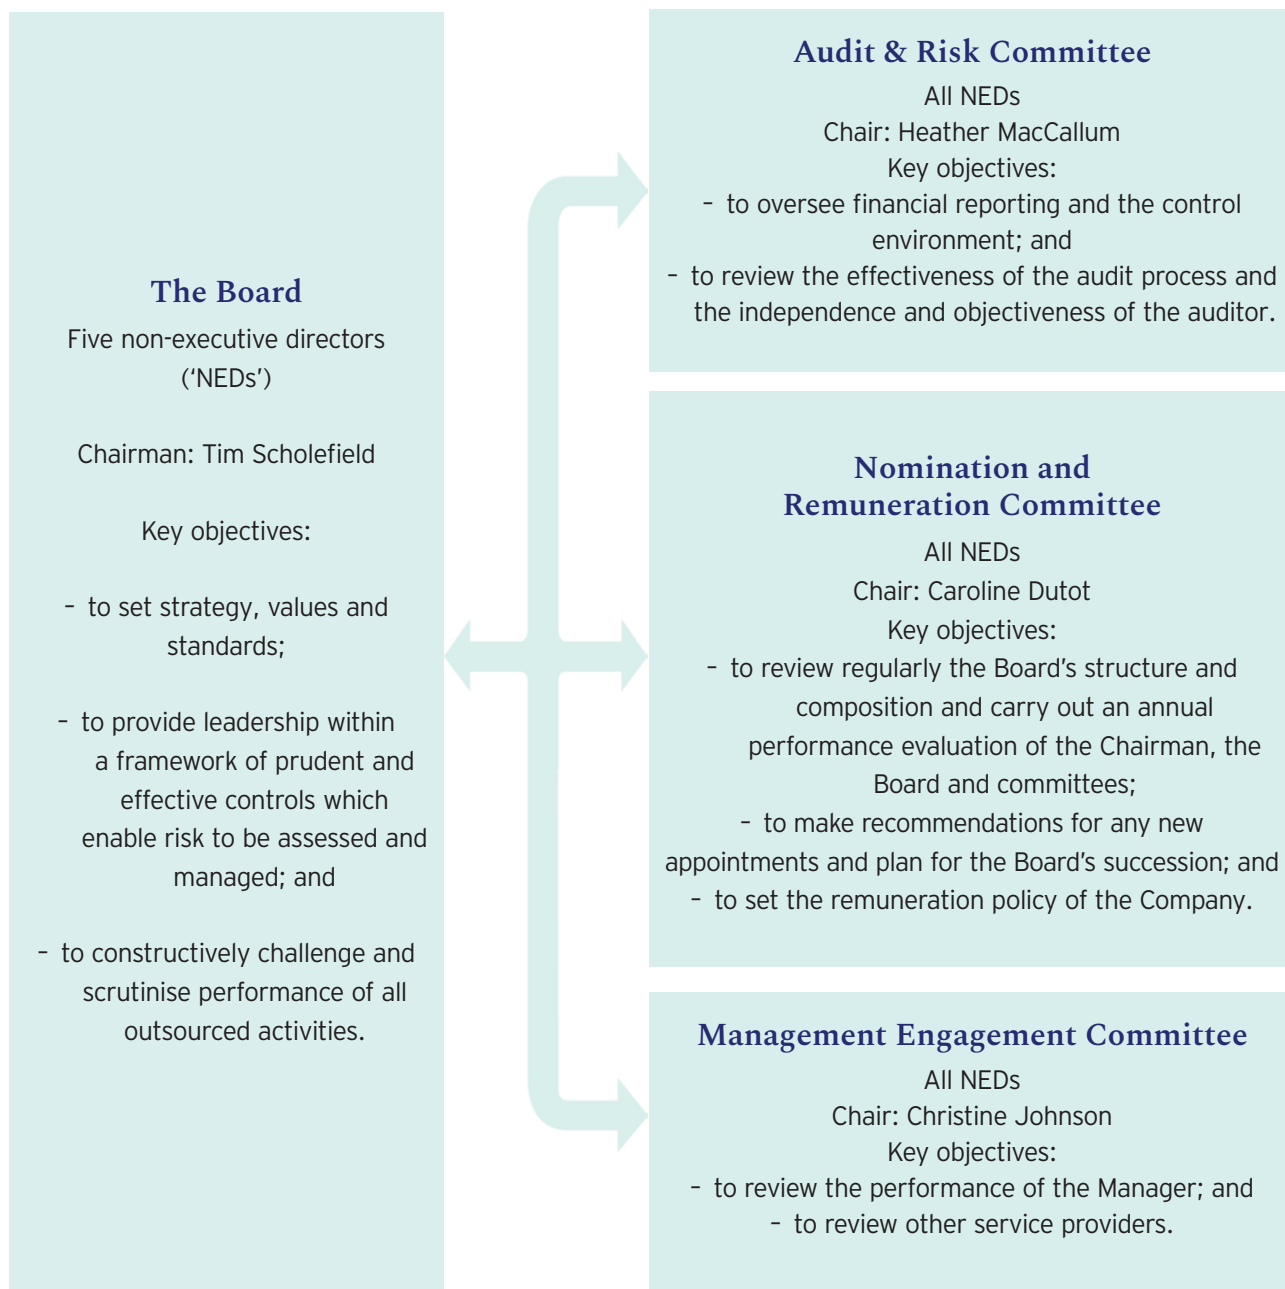 The Board
Five non-executive directors
(‘NEDs’)
Chairman: Tim Scholefield
Key objectives:
– to set strategy, values and
standards;
– to provide leadership within
a framework of prudent and
effective controls which
enable risk to be assessed and
managed; and
– to constructively challenge and
scrutinise performance of all
outsourced activities.
Audit & Risk Committee
All NEDs
Chair: Heather MacCallum
Key objectives:
– to oversee financial reporting and the control
environment; and
– to review the effectiveness of the audit process and
the independence and objectiveness of the auditor.
Nomination and
Remuneration Committee
All NEDs
Chair: Caroline Dutot
Key objectives:
– to review regularly the Board’s structure and
composition and carry out an annual
performance evaluation of the Chairman, the
Board and committees;
– to make recommendations for any new
appointments and plan for the Board’s succession; and
– to set the remuneration policy of the Company.
Management Engagement Committee
All NEDs
Chair: Christine Johnson
Key objectives:
– to review the performance of the Manager; and
– to review other service providers.